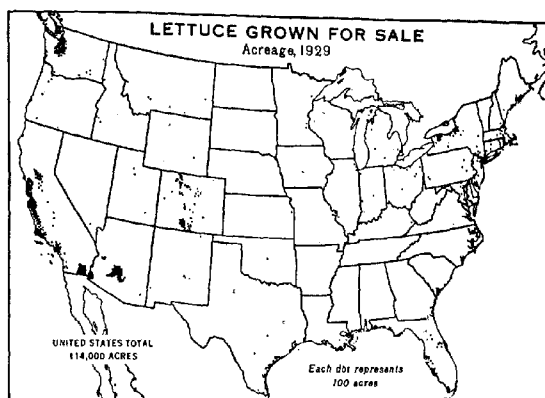 LETTUCE GROWN FOR SALE
Acreage, 1929
UNITED STATES TOTAL
114,000 ACRES
Each dot represents
100 acres